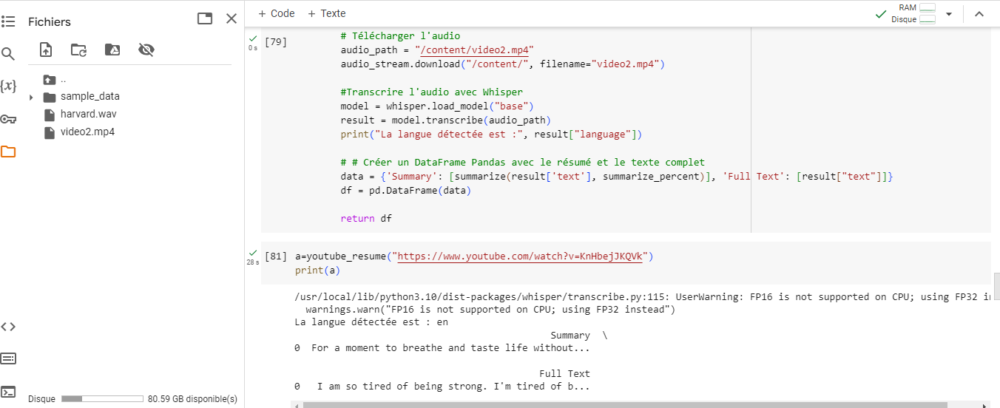 Fichiers
..
sample_data
harvard.wav
video2.mp4
{x}
<>
Disque
80.59 GB disponible(s)
+ Code + Texte
RAM
Disque
[79]
0 s
# Télécharger l'audio
audio_path = "/content/video2.mp4"
audio_stream.download("/content/", filename="video2.mp4")
#Transcrire l'audio avec Whisper
model = whisper.load_model("base")
result = model.transcribe(audio_path)
print("La langue détectée est :", result["language"])
# # Créer un DataFrame Pandas avec le résumé et le texte complet
data = {'Summary': [summarize(result['text'], summarize_percent)], 'Full Text': [result["text"]]}
df = pd.DataFrame(data)
return df
[81]
28 s
a=youtube_resume("https://www.youtube.com/watch?v=KnHbejJKQVk")
print(a)
/usr/local/lib/python3.10/dist-packages/whisper/transcribe.py:115: UserWarning: FP16 is not supported on CPU; using FP32 in
warnings.warn("FP16 is not supported on CPU; using FP32 instead")
La langue détectée est : en
Summary \
0 For a moment to breathe and taste life without...
Full Text
0 I am so tired of being strong. I'm tired of b...